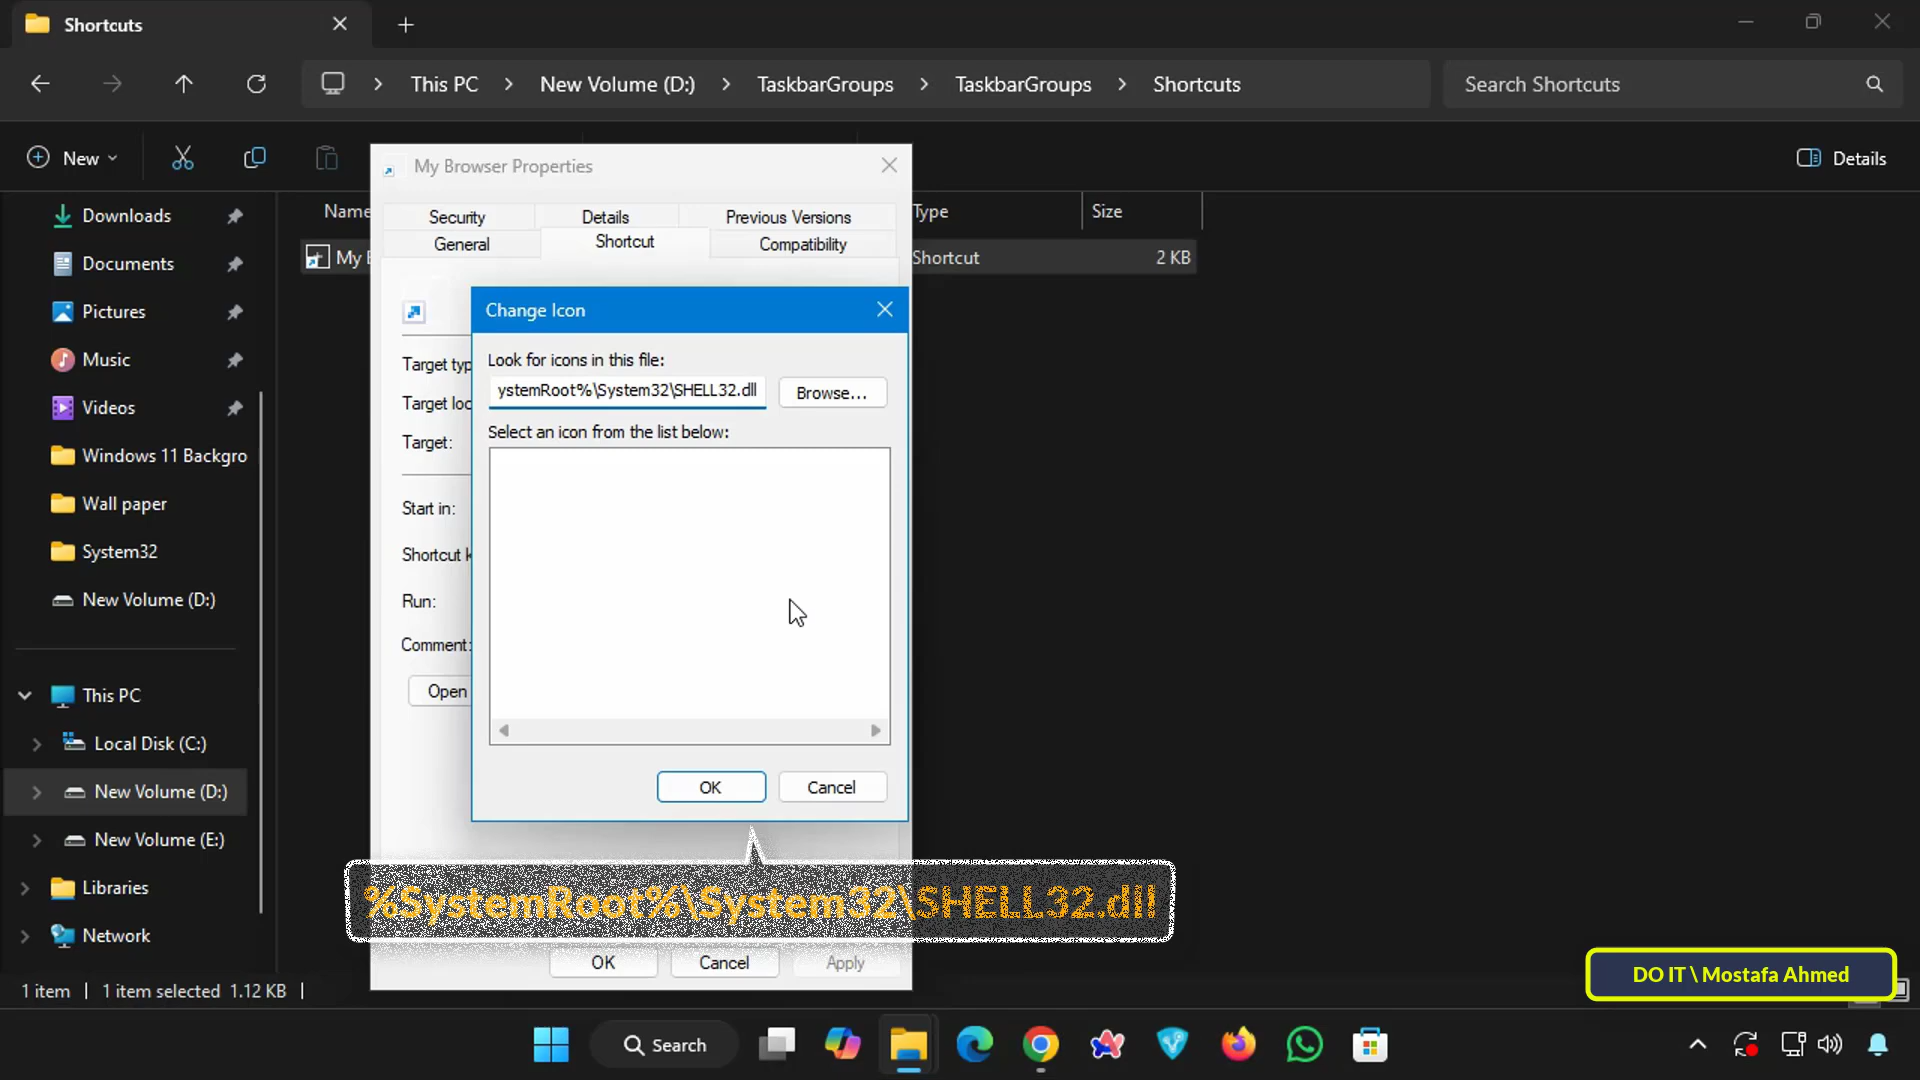 Shortcuts
This PC > New Volume (D:) > TaskbarGroups > TaskbarGroups > Shortcuts
Search Shortcuts
New
Details
Downloads
Documents
Pictures
Music
Videos
Windows 11 Backgro
Wall paper
System32
New Volume (D:)
This PC
Local Disk (C:)
New Volume (D:)
New Volume (E:)
Libraries
Network
Name
Type
Size
My
Shortcut
2 KB
My Browser Properties
Security
Details
Previous Versions
General
Shortcut
Compatibility
Target typ
Target loc
Target:
Start in:
Shortcut k
Run:
Comment:
Open
Change Icon
Look for icons in this file:
ystemRoot%\System32\SHELL32.dll
Browse...
Select an icon from the list below:
OK
Cancel
%SystemRoot%\System32\SHELL32.dll
OK
Cancel
Apply
1 item
1 item selected 1.12 KB
DO IT \ Mostafa Ahmed
Search